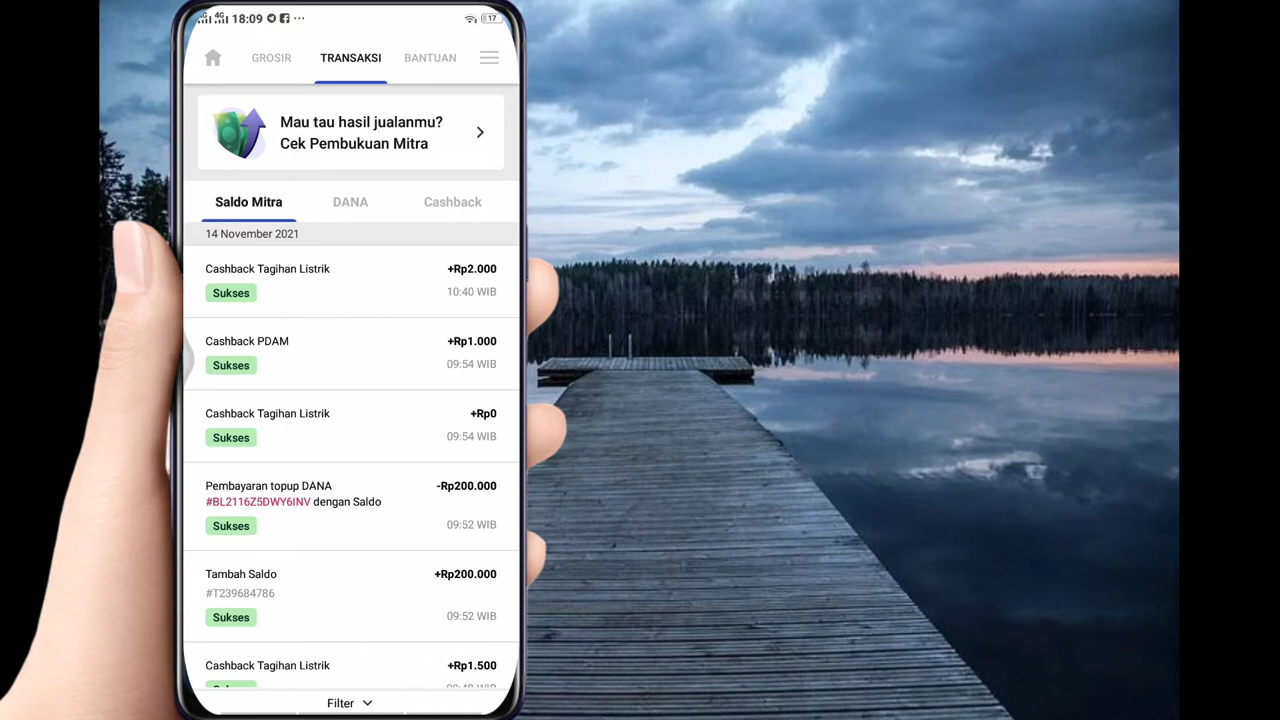 4G 4G 18:09 ... 17
GROSIR TRANSAKSI BANTUAN
Mau tau hasil jualanmu?
Cek Pembukuan Mitra
Saldo Mitra DANA Cashback
14 November 2021
Cashback Tagihan Listrik +Rp2.000
Sukses 10:40 WIB
Cashback PDAM +Rp1.000
Sukses 09:54 WIB
Cashback Tagihan Listrik +Rp0
Sukses 09:54 WIB
Pembayaran topup DANA -Rp200.000
#BL2116Z5DWY6INV dengan Saldo
Sukses 09:52 WIB
Tambah Saldo +Rp200.000
#T239684786
Sukses 09:52 WIB
Cashback Tagihan Listrik +Rp1.500
Filter